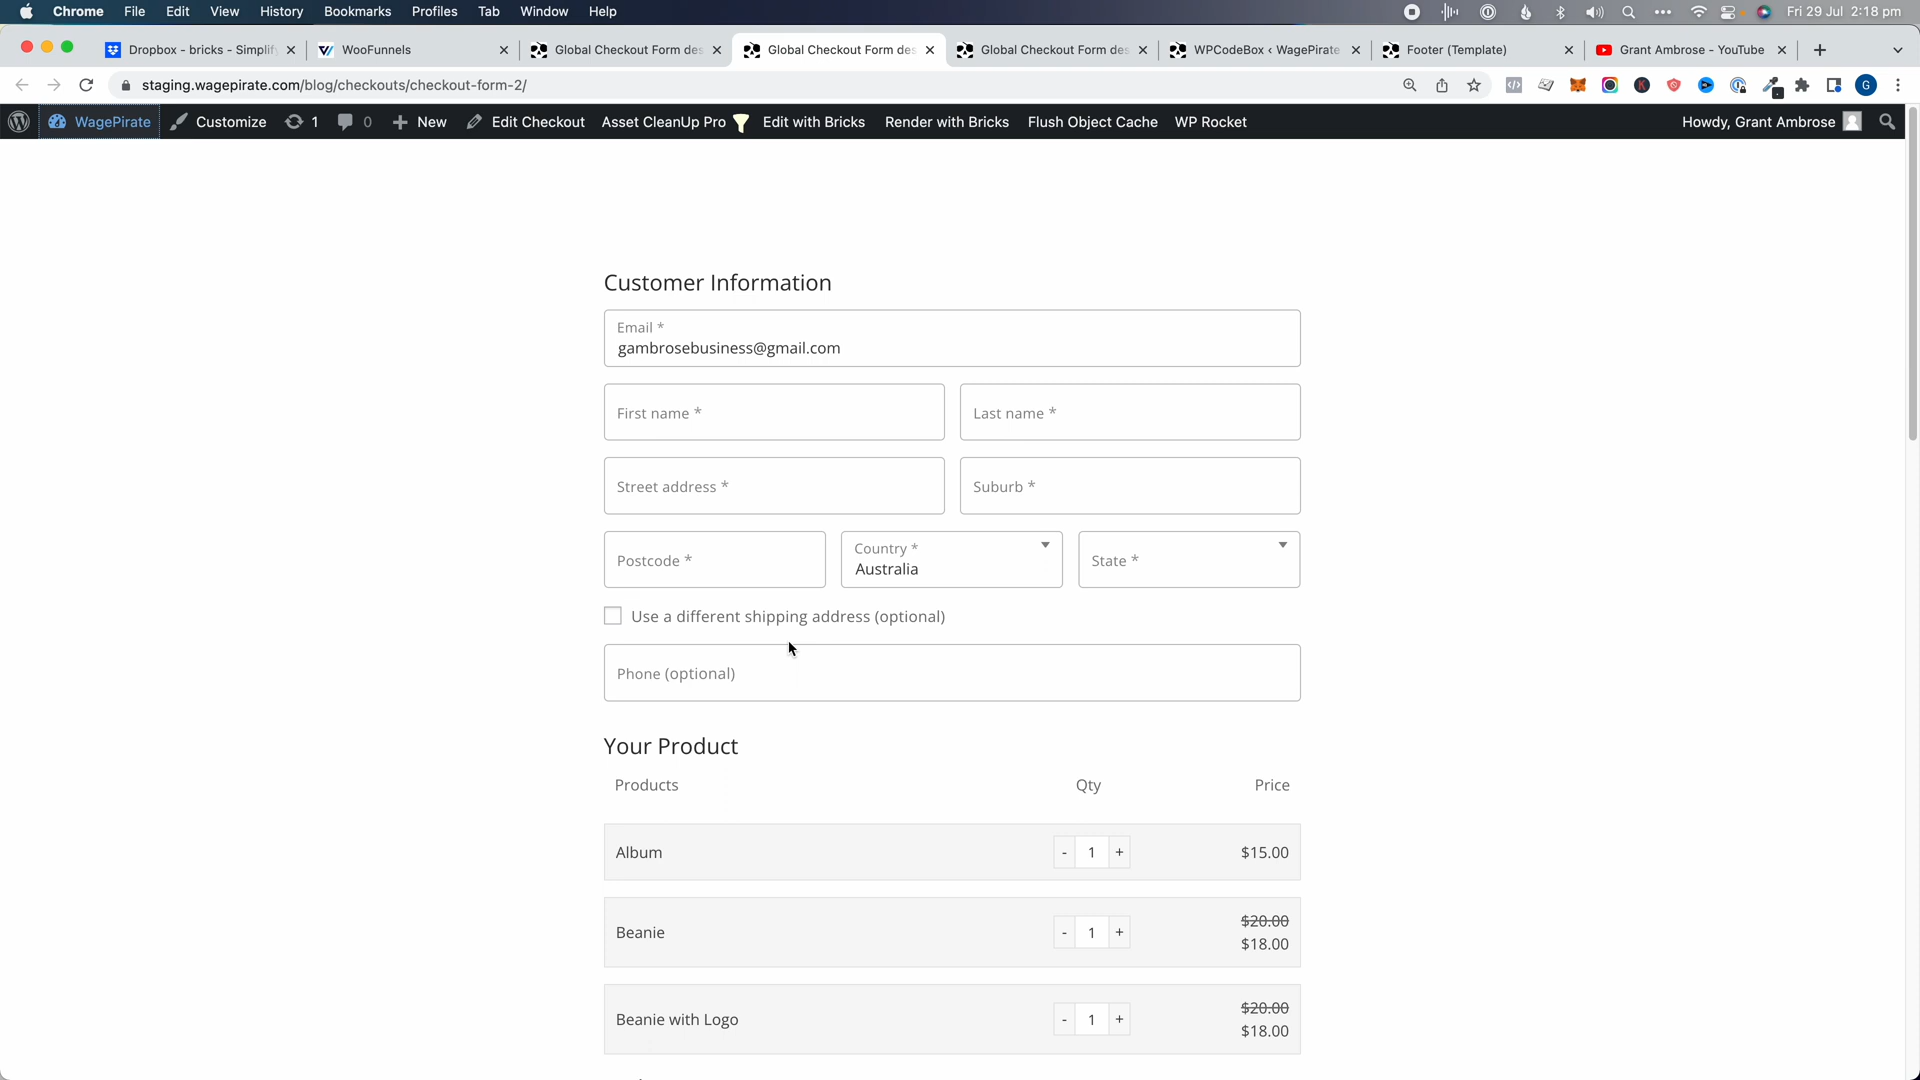 Chrome File Edit View History Bookmarks Profiles Tab Window Help Fri 29 Jul 2:18 pm
Dropbox - bricks - Simplif WooFunnels Global Checkout Form des Global Checkout Form des Global Checkout Form des WPCodeBox ‹ WagePirate Footer (Template) Grant Ambrose - YouTube
staging.wagepirate.com/blog/checkouts/checkout-form-2/
WagePirate Customize 1 0 New Edit Checkout Asset CleanUp Pro Edit with Bricks Render with Bricks Flush Object Cache WP Rocket Howdy, Grant Ambrose
Customer Information
Email *
gambrosebusiness@gmail.com
First name * Last name *
Street address * Suburb *
Postcode * Country * State *
Australia
Use a different shipping address (optional)
Phone (optional)
Your Product
Products Qty Price
Album - 1 + $15.00
Beanie - 1 + $20.00
$18.00
Beanie with Logo - 1 + $20.00
$18.00